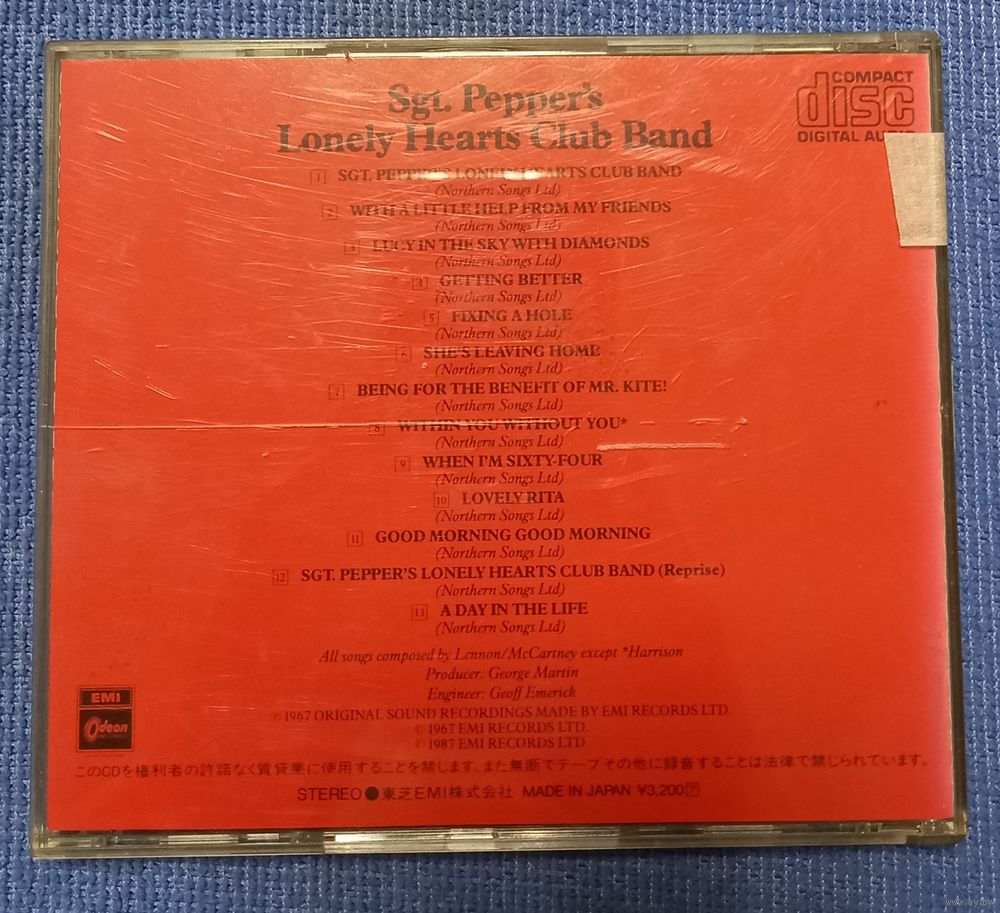 Sgt. Pepper's
Lonely Hearts Club Band
COMPACT
disc
DIGITAL AUDIO
1 SGT. PEPPER'S LONELY HEARTS CLUB BAND
(Northern Songs Ltd)
2 WITH A LITTLE HELP FROM MY FRIENDS
(Northern Songs Ltd)
3 LUCY IN THE SKY WITH DIAMONDS
(Northern Songs Ltd)
4 GETTING BETTER
(Northern Songs Ltd)
5 FIXING A HOLE
(Northern Songs Ltd)
6 SHE'S LEAVING HOME
(Northern Songs Ltd)
7 BEING FOR THE BENEFIT OF MR. KITE!
(Northern Songs Ltd)
8 WITHIN YOU WITHOUT YOU*
(Northern Songs Ltd)
9 WHEN I'M SIXTY-FOUR
(Northern Songs Ltd)
10 LOVELY RITA
(Northern Songs Ltd)
11 GOOD MORNING GOOD MORNING
(Northern Songs Ltd)
12 SGT. PEPPER'S LONELY HEARTS CLUB BAND (Reprise)
(Northern Songs Ltd)
13 A DAY IN THE LIFE
(Northern Songs Ltd)
All songs composed by Lennon/McCartney except *Harrison
Producer: George Martin
Engineer: Geoff Emerick
℗ 1967 ORIGINAL SOUND RECORDINGS MADE BY EMI RECORDS LTD.
© 1967 EMI RECORDS LTD.
© 1987 EMI RECORDS LTD.
EMI
Odeon
このCDを権利者の許諾なく賃貸業に使用することを禁じます。また無断でテープその他に録音することは法律で禁じられています。
STEREO●東芝EMI株式会社 MADE IN JAPAN ¥3,200
www.ay.by